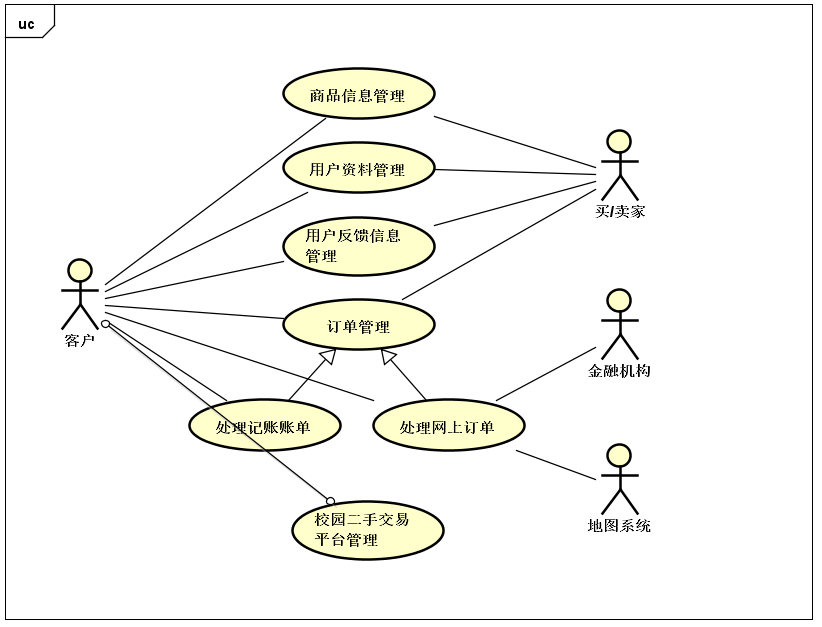 uc
商品信息管理
用户资料管理
买/卖家
用户反馈信息
管理
订单管理
客户
金融机构
处理记账账单
处理网上订单
校园二手交易
平台管理
地图系统